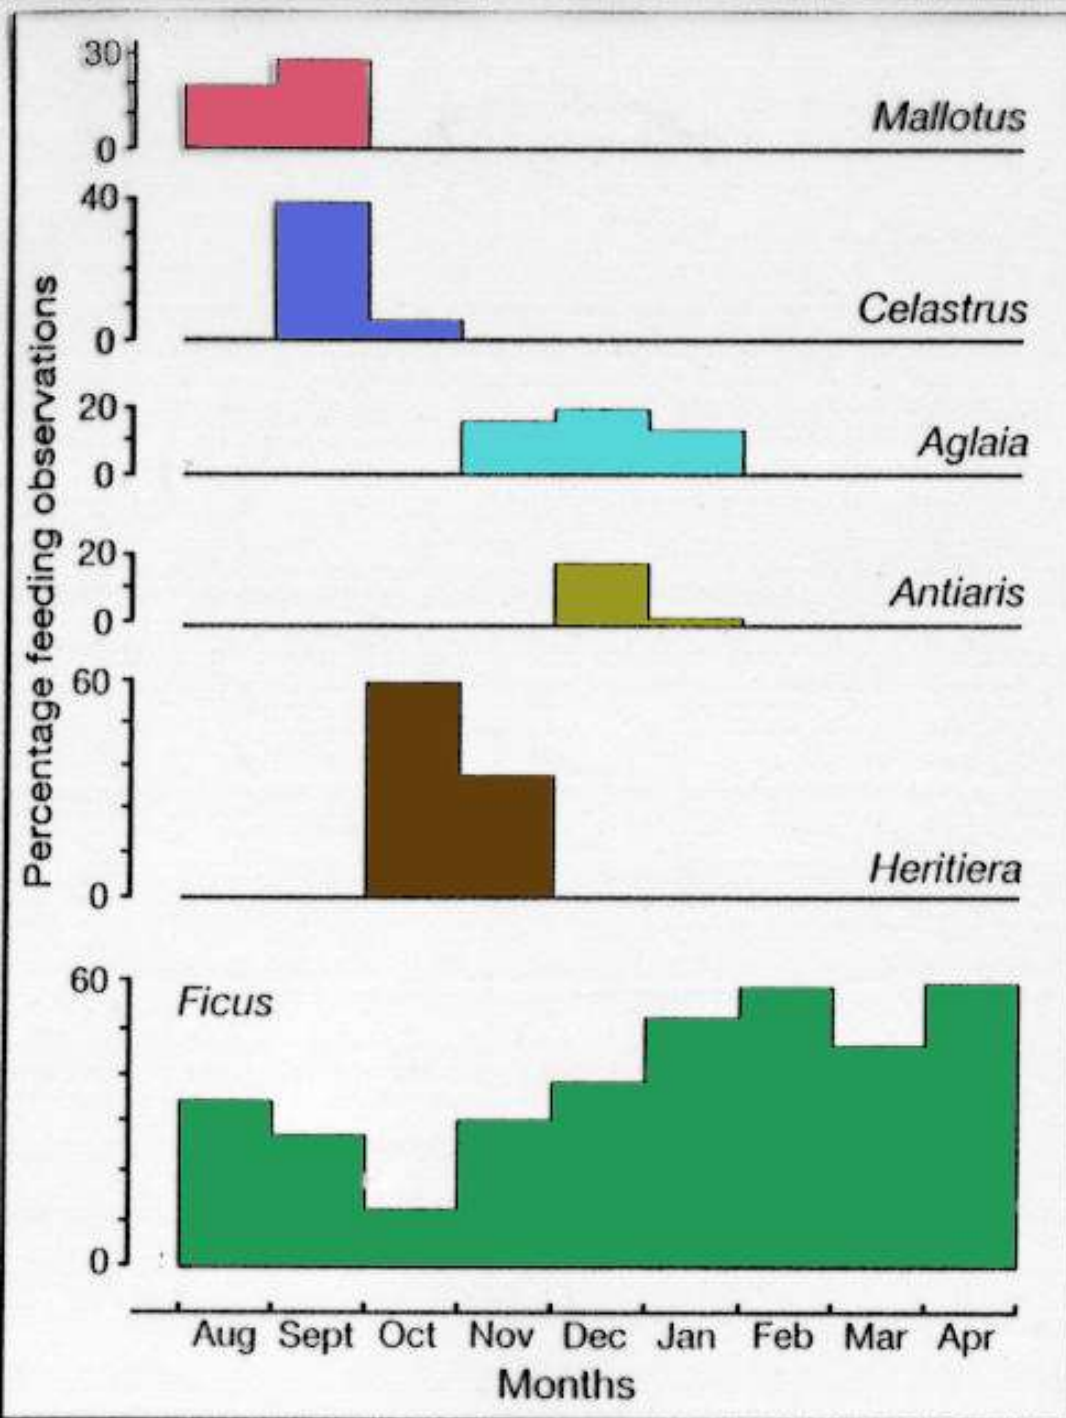 30
Mallotus
0
40
Celastrus
0
20
Aglaia
0
20
Antiaris
0
60
Heritiera
0
60
Ficus
0
Percentage feeding observations
Aug Sept Oct Nov Dec Jan Feb Mar Apr
Months